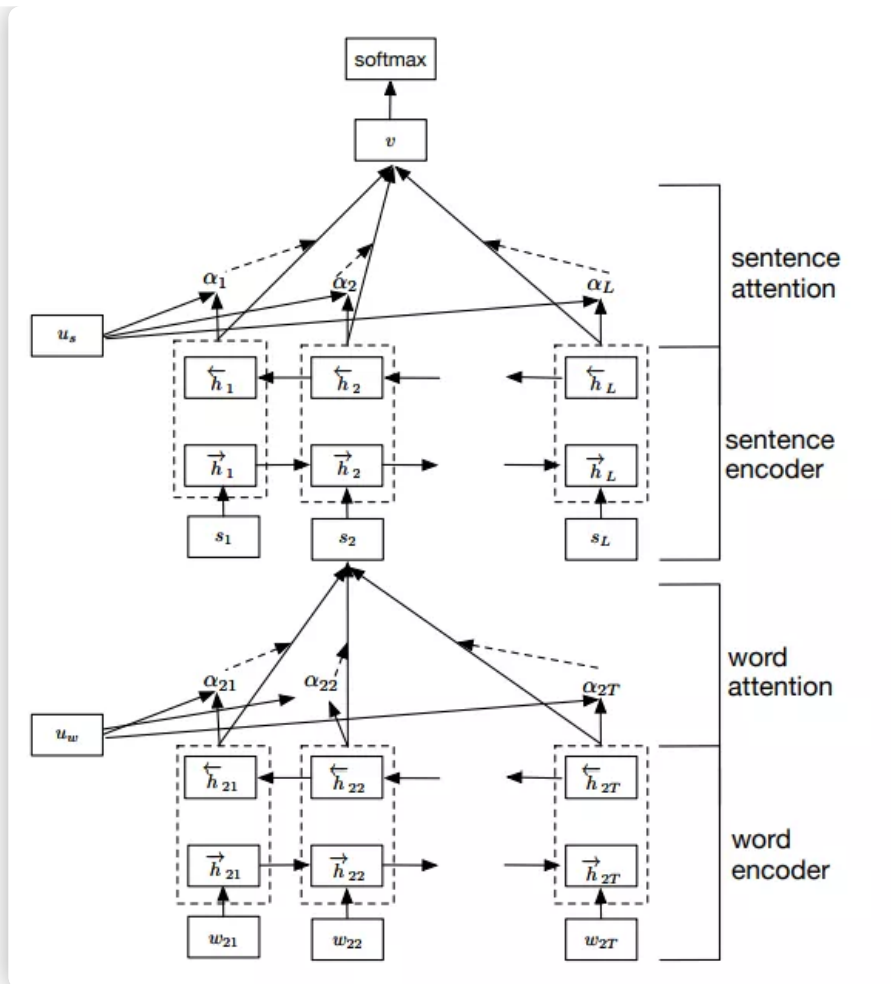 softmax
v
α1 α2 αL
sentence
attention
us
←h1 ←h2 ←hL
→h1 →h2 →hL
sentence
encoder
s1 s2 sL
α21 α22 α2T
word
attention
uw
←h21 ←h22 ←h2T
→h21 →h22 →h2T
word
encoder
w21 w22 w2T